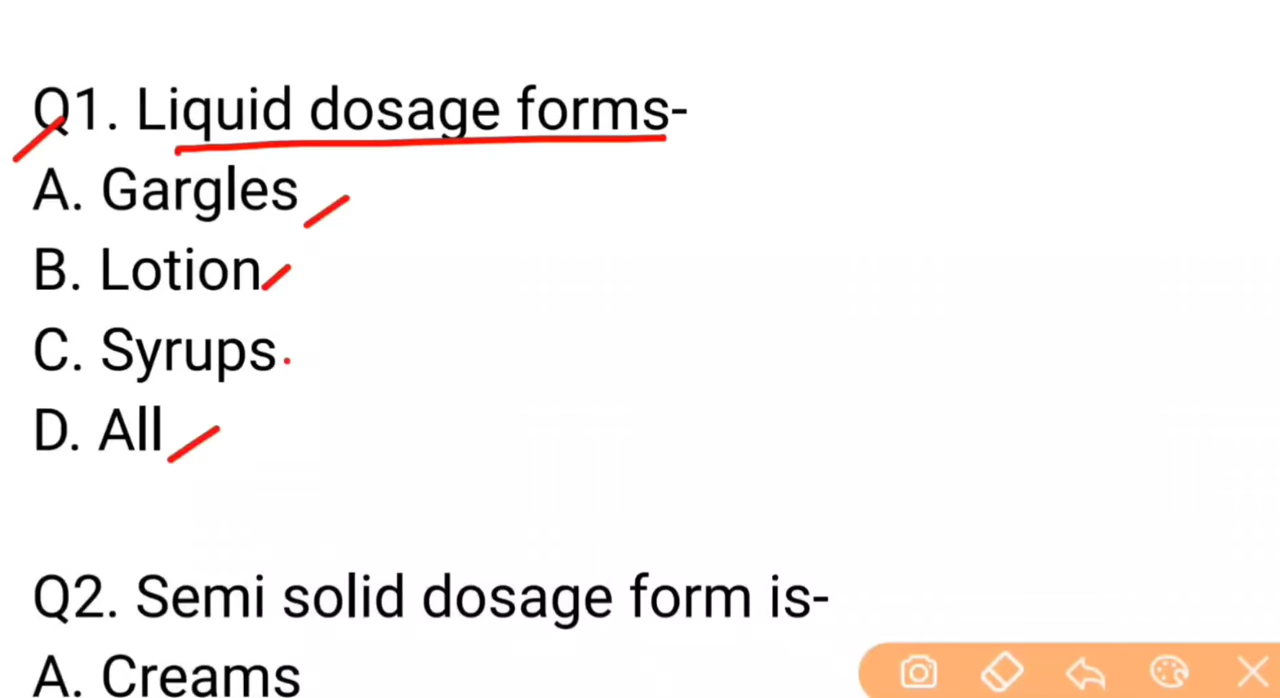 Q1. Liquid dosage forms-
A. Gargles
B. Lotion
C. Syrups
D. All
Q2. Semi solid dosage form is-
A. Creams